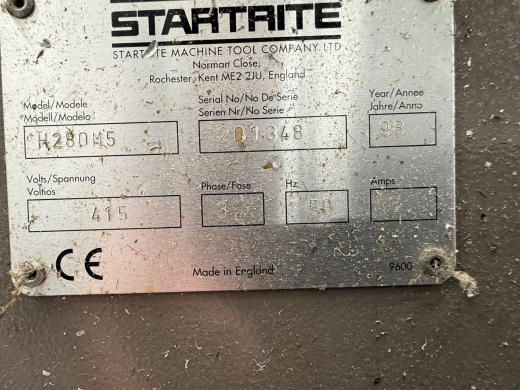 STARTRITE
STARTRITE MACHINE TOOL COMPANY LTD
Norman Close,
Rochester, Kent ME2 2JU, England
Model/Modele Serial No/No De Serie Year/Annee
Modell/Modelo Serien Nr/No Serie Jahre/Anno
H280M5 201348 98
Volts/Spannung Phase/Fase Hz Amps
Voltios
415 3 50
CE
Made in England 9600